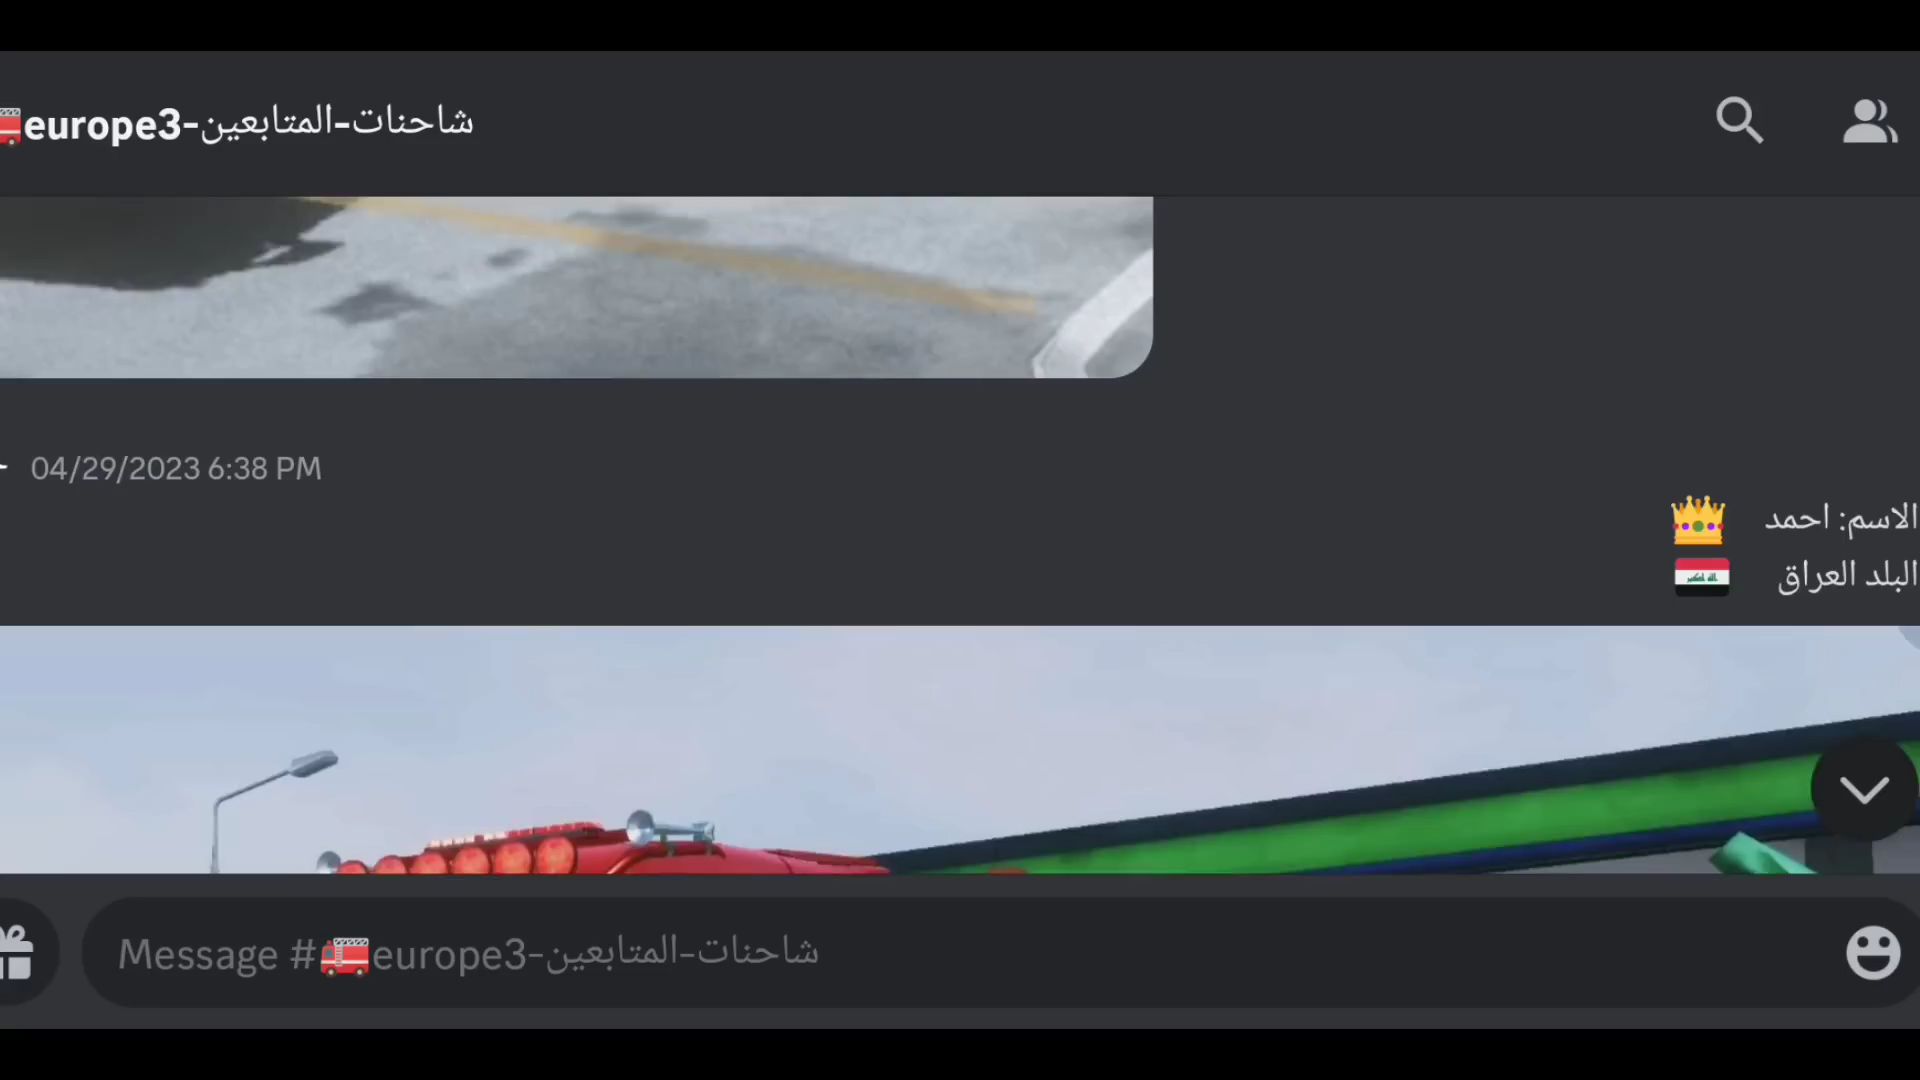 🚒europe3-شاحنات-المتابعين
04/29/2023 6:38 PM
الاسم: احمد 👑
البلد العراق 🇮🇶
Message #🚒europe3-شاحنات-المتابعين